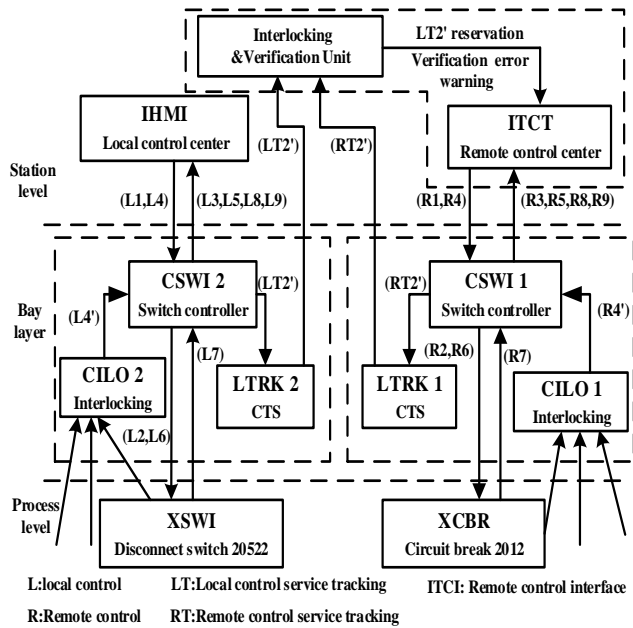 Interlocking
&Verification Unit
LT2' reservation
Verification error
warning
IHMI
Local control center
ITCT
Remote control center
(LT2')
(RT2')
Station
level
(L1,L4)
(L3,L5,L8,L9)
(R1,R4)
(R3,R5,R8,R9)
CSWI 2
Switch controller
(LT2')
CSWI 1
Switch controller
(RT2')
(L4')
(R4')
Bay
layer
(L7)
(R2,R6)
(R7)
CILO 2
Interlocking
LTRK 2
CTS
LTRK 1
CTS
CILO 1
Interlocking
(L2,L6)
Process
level
XSWI
Disconnect switch 20522
XCBR
Circuit break 2012
L:local control
LT:Local control service tracking
ITCI: Remote control interface
R:Remote control
RT:Remote control service tracking